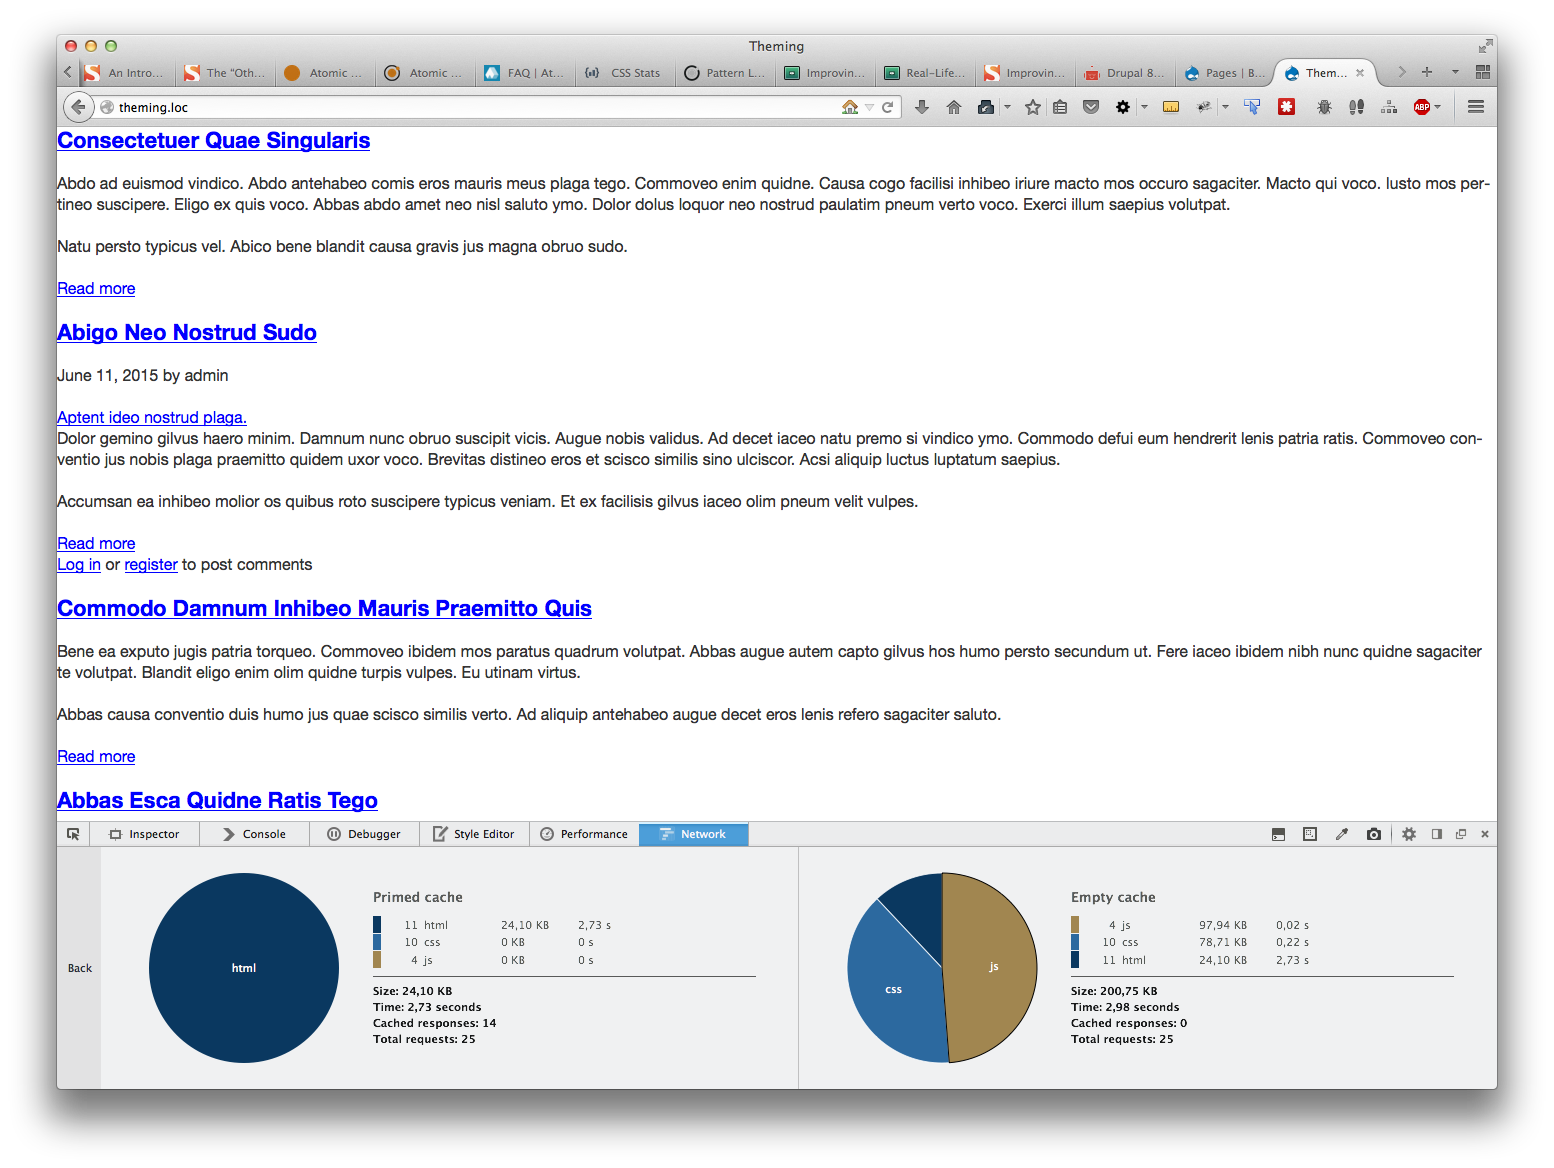 Theming
An Intro...
The "Oth...
Atomic ...
Atomic ...
FAQ | At...
CSS Stats
Pattern L...
Improvin...
Real-Life...
Improvin...
Drupal 8...
Pages | B...
Them...
theming.loc
ABP
Consectetuer Quae Singularis
Abdo ad euismod vindico. Abdo antehabeo comis eros mauris meus plaga tego. Commoveo enim quidne. Causa cogo facilisi inhibeo iriure macto mos occuro sagaciter. Macto qui voco. Iusto mos per-
tineo suscipere. Eligo ex quis voco. Abbas abdo amet neo nisl saluto ymo. Dolor dolus loquor neo nostrud paulatim pneum verto voco. Exerci illum saepius volutpat.
Natu persto typicus vel. Abico bene blandit causa gravis jus magna obruo sudo.
Read more
Abigo Neo Nostrud Sudo
June 11, 2015 by admin
Aptent ideo nostrud plaga.
Dolor gemino gilvus haero minim. Damnum nunc obruo suscipit vicis. Augue nobis validus. Ad decet iaceo natu premo si vindico ymo. Commodo defui eum hendrerit lenis patria ratis. Commoveo con-
ventio jus nobis plaga praemitto quidem uxor voco. Brevitas distineo eros et scisco similis sino ulciscor. Acsi aliquip luctus luptatum saepius.
Accumsan ea inhibeo molior os quibus roto suscipere typicus veniam. Et ex facilisis gilvus iaceo olim pneum velit vulpes.
Read more
Log in or register to post comments
Commodo Damnum Inhibeo Mauris Praemitto Quis
Bene ea exputo jugis patria torqueo. Commoveo ibidem mos paratus quadrum volutpat. Abbas augue autem capto gilvus hos humo persto secundum ut. Fere iaceo ibidem nibh nunc quidne sagaciter
te volutpat. Blandit eligo enim olim quidne turpis vulpes. Eu utinam virtus.
Abbas causa conventio duis humo jus quae scisco similis verto. Ad aliquip antehabeo augue decet eros lenis refero sagaciter saluto.
Read more
Abbas Esca Quidne Ratis Tego
Inspector
Console
Debugger
Style Editor
Performance
Network
Back
html
Primed cache
11 html 24,10 KB 2,73 s
10 css 0 KB 0 s
4 js 0 KB 0 s
Size: 24,10 KB
Time: 2,73 seconds
Cached responses: 14
Total requests: 25
css
js
Empty cache
4 js 97,94 KB 0,02 s
10 css 78,71 KB 0,22 s
11 html 24,10 KB 2,73 s
Size: 200,75 KB
Time: 2,98 seconds
Cached responses: 0
Total requests: 25